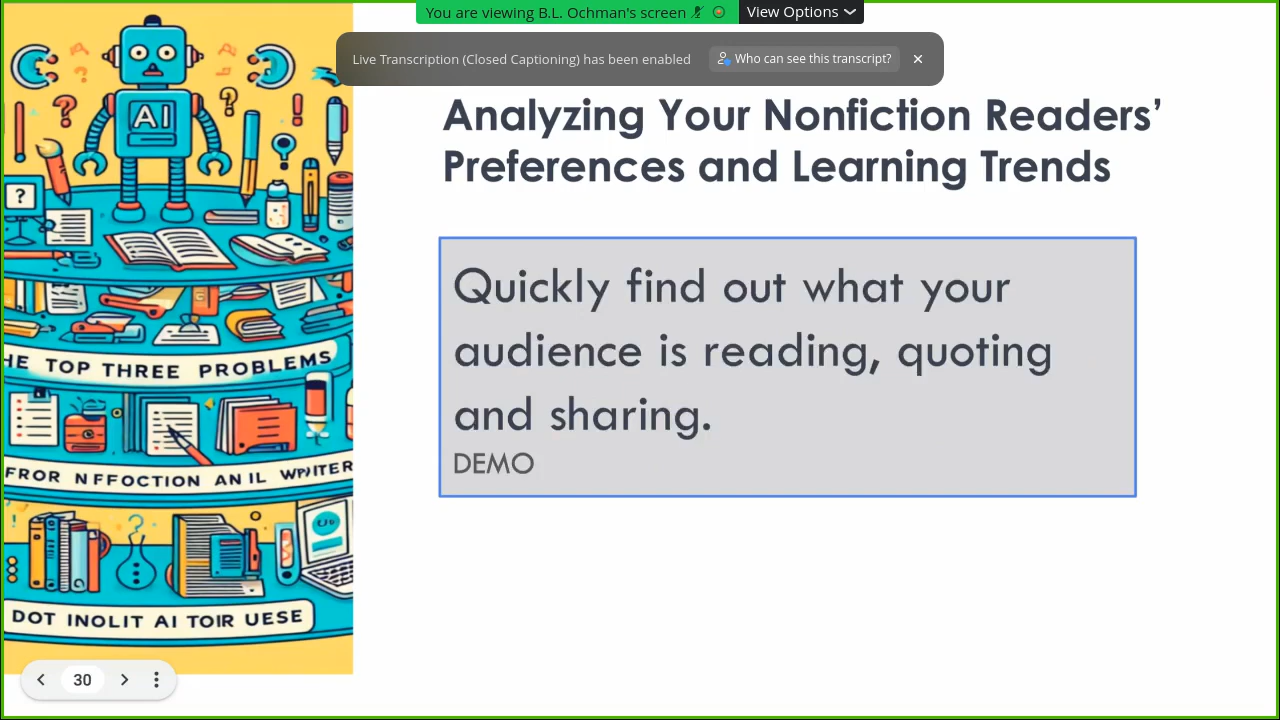 You are viewing B.L. Ochman's screen
View Options
Live Transcription (Closed Captioning) has been enabled
Who can see this transcript?
Analyzing Your Nonfiction Readers’
Preferences and Learning Trends
Quickly find out what your
audience is reading, quoting
and sharing.
DEMO
AI
?
HE TOP THREE PROBLEMS
FROR NFFOCTION AN IL WPIITER
DOT INOLIT AI TOIR UESE
30